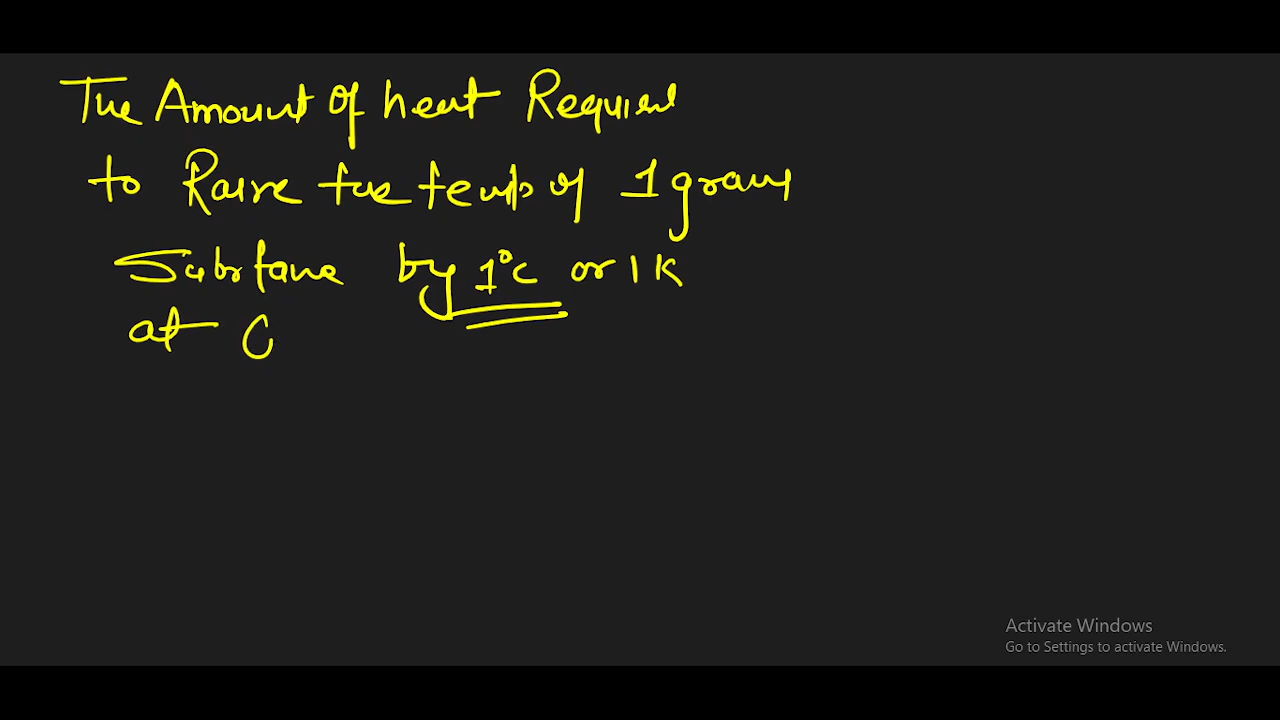 The Amount of heat Required
to Raise the temp of 1 gram
Substance by 1°C or 1 K
at C
Activate Windows
Go to Settings to activate Windows.